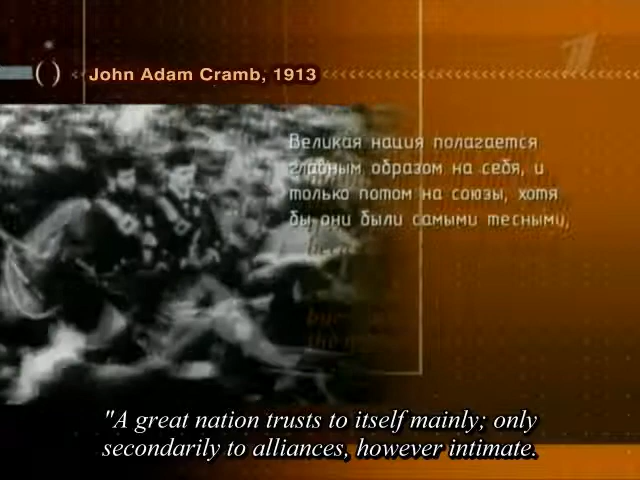 John Adam Cramb, 1913
Великая нация полагается
главным образом на себя, и
только потом на союзы, хотя
бы они были самыми тесными,
"A great nation trusts to itself mainly; only
secondarily to alliances, however intimate.